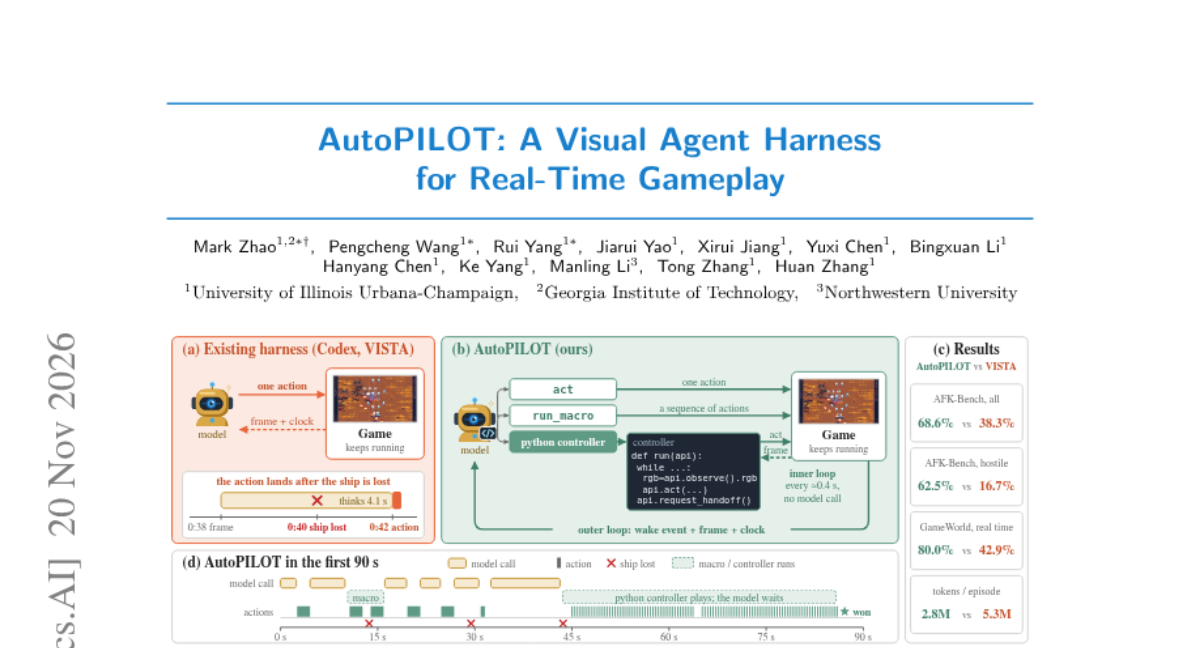 cs.AI] 20 Nov 2026
AutoPILOT: A Visual Agent Harness
for Real-Time Gameplay
Mark Zhao1,2∗†, Pengcheng Wang1∗, Rui Yang1∗, Jiarui Yao1, Xirui Jiang1, Yuxi Chen1, Bingxuan Li1
Hanyang Chen1, Ke Yang1, Manling Li3, Tong Zhang1, Huan Zhang1
1University of Illinois Urbana-Champaign, 2Georgia Institute of Technology, 3Northwestern University
(a) Existing harness (Codex, VISTA)
one action
frame + clock
model
Game
keeps running
the action lands after the ship is lost
thinks 4.1 s
0:38 frame
0:40 ship lost
0:42 action
(b) AutoPILOT (ours)
model
act
run_macro
python controller
one action
a sequence of actions
controller
def run(api):
while ...:
rgb=api.observe().rgb
api.act(...)
api.request_handoff()
act
frame
Game
keeps running
inner loop
every ≈0.4 s,
no model call
outer loop: wake event + frame + clock
(c) Results
AutoPILOT vs VISTA
AFK-Bench, all
68.6% vs 38.3%
AFK-Bench, hostile
62.5% vs 16.7%
GameWorld, real time
80.0% vs 42.9%
tokens / episode
2.8M vs 5.3M
(d) AutoPILOT in the first 90 s
model call
action
ship lost
macro / controller runs
model call
macro
python controller plays; the model waits
actions
won
0 s 15 s 30 s 45 s 60 s 75 s 90 s